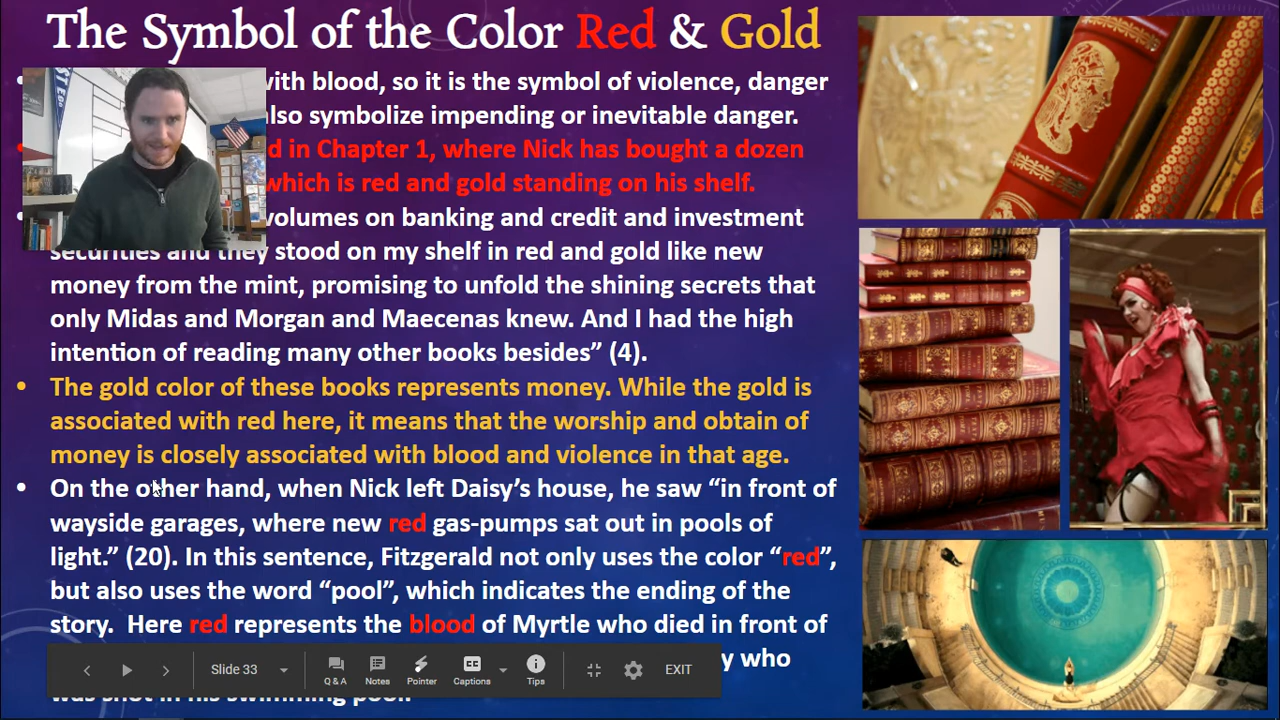 The Symbol of the Color Red & Gold
with blood, so it is the symbol of violence, danger
also symbolize impending or inevitable danger.
in Chapter 1, where Nick has bought a dozen
which is red and gold standing on his shelf.
volumes on banking and credit and investment
securities and they stood on my shelf in red and gold like new
money from the mint, promising to unfold the shining secrets that
only Midas and Morgan and Maecenas knew. And I had the high
intention of reading many other books besides” (4).
• The gold color of these books represents money. While the gold is
associated with red here, it means that the worship and obtain of
money is closely associated with blood and violence in that age.
• On the other hand, when Nick left Daisy’s house, he saw “in front of
wayside garages, where new red gas-pumps sat out in pools of
light.” (20). In this sentence, Fitzgerald not only uses the color “red”,
but also uses the word “pool”, which indicates the ending of the
story. Here red represents the blood of Myrtle who died in front of
who
was shot in his swimming pool.
Slide 33
Q & A
Notes
Pointer
Captions
Tips
EXIT